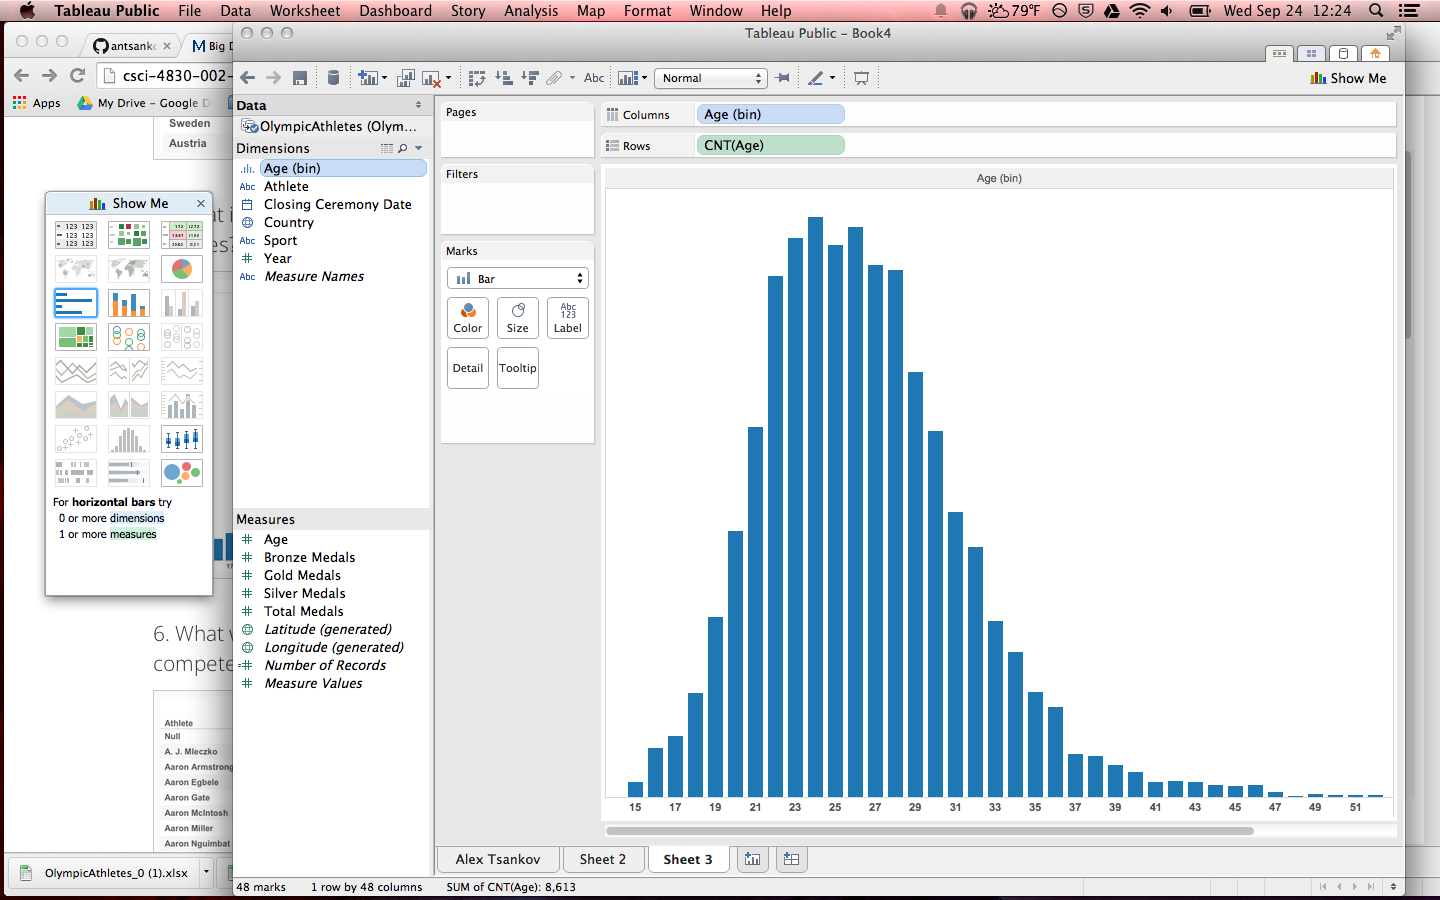 Tableau Public File Data Worksheet Dashboard Story Analysis Map Format Window Help 79°F Wed Sep 24 12:24
Tableau Public - Book4
antsank
Big D
csci-4830-002-
Apps My Drive - Google D
Normal
Abc
Show Me
Sweden
Austria
Data
OlympicAthletes (Olym...
Dimensions
Age (bin)
Abc Athlete
Closing Ceremony Date
Country
Abc Sport
Year
Abc Measure Names
Measures
Age
Bronze Medals
Gold Medals
Silver Medals
Total Medals
Latitude (generated)
Longitude (generated)
Number of Records
Measure Values
Pages
Filters
Marks
Bar
Color
Size
Abc
123
Label
Detail
Tooltip
Columns Age (bin)
Rows CNT(Age)
Age (bin)
15 17 19 21 23 25 27 29 31 33 35 37 39 41 43 45 47 49 51
Show Me
For horizontal bars try
0 or more dimensions
1 or more measures
6. What w
compete
Athlete
Null
A. J. Mleczko
Aaron Armstrong
Aaron Egbele
Aaron Gate
Aaron McIntosh
Aaron Miller
Aaron Nguimbat
OlympicAthletes_0 (1).xlsx
Alex Tsankov
Sheet 2
Sheet 3
48 marks 1 row by 48 columns SUM of CNT(Age): 8,613